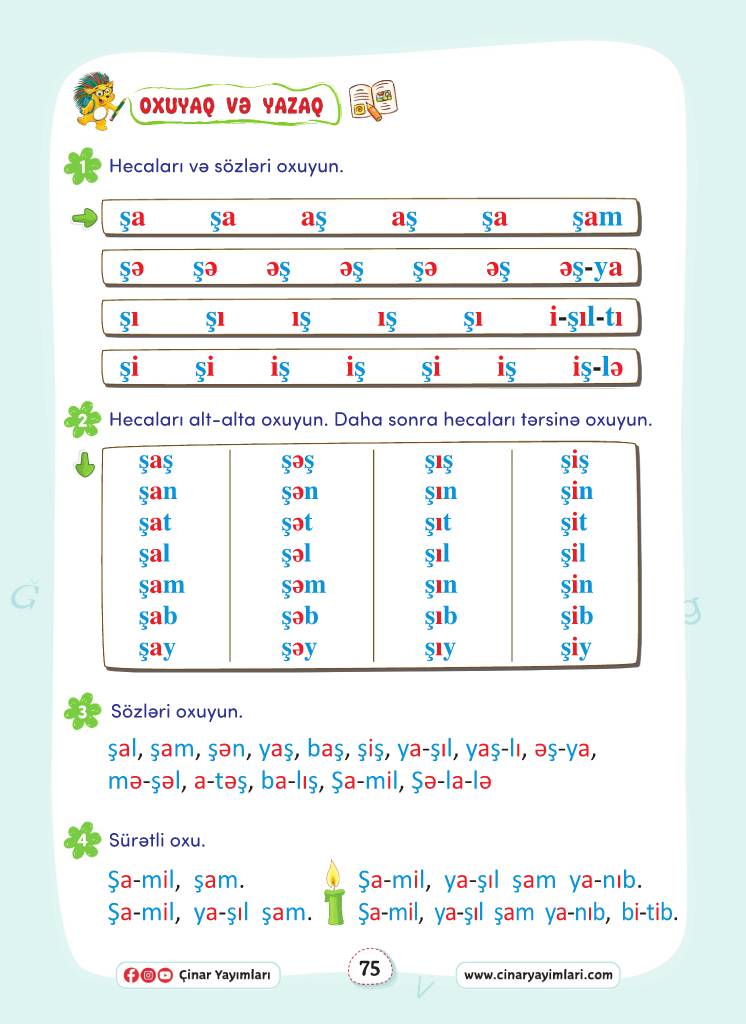 OXUYAQ VƏ YAZAQ
1 Hecaları və sözləri oxuyun.
şa şa aş aş şa şam
şə şə əş əş şə əş əş-ya
şı şı ış ış şı i-şıl-tı
şi şi iş iş şi iş iş-lə
2 Hecaları alt-alta oxuyun. Daha sonra hecaları tərsinə oxuyun.
şaş şəş şış şiş
şan şən şın şin
şat şət şıt şit
şal şəl şıl şil
şam şəm şın şin
şab şəb şıb şib
şay şəy şıy şiy
3 Sözləri oxuyun.
şal, şam, şən, yaş, baş, şiş, ya-şıl, yaş-lı, əş-ya,
mə-şəl, a-təş, ba-lış, Şa-mil, Şə-la-lə
4 Sürətli oxu.
Şa-mil, şam. Şa-mil, ya-şıl şam ya-nıb.
Şa-mil, ya-şıl şam. Şa-mil, ya-şıl şam ya-nıb, bi-tib.
Çinar Yayımları 75 www.cinaryayimlari.com